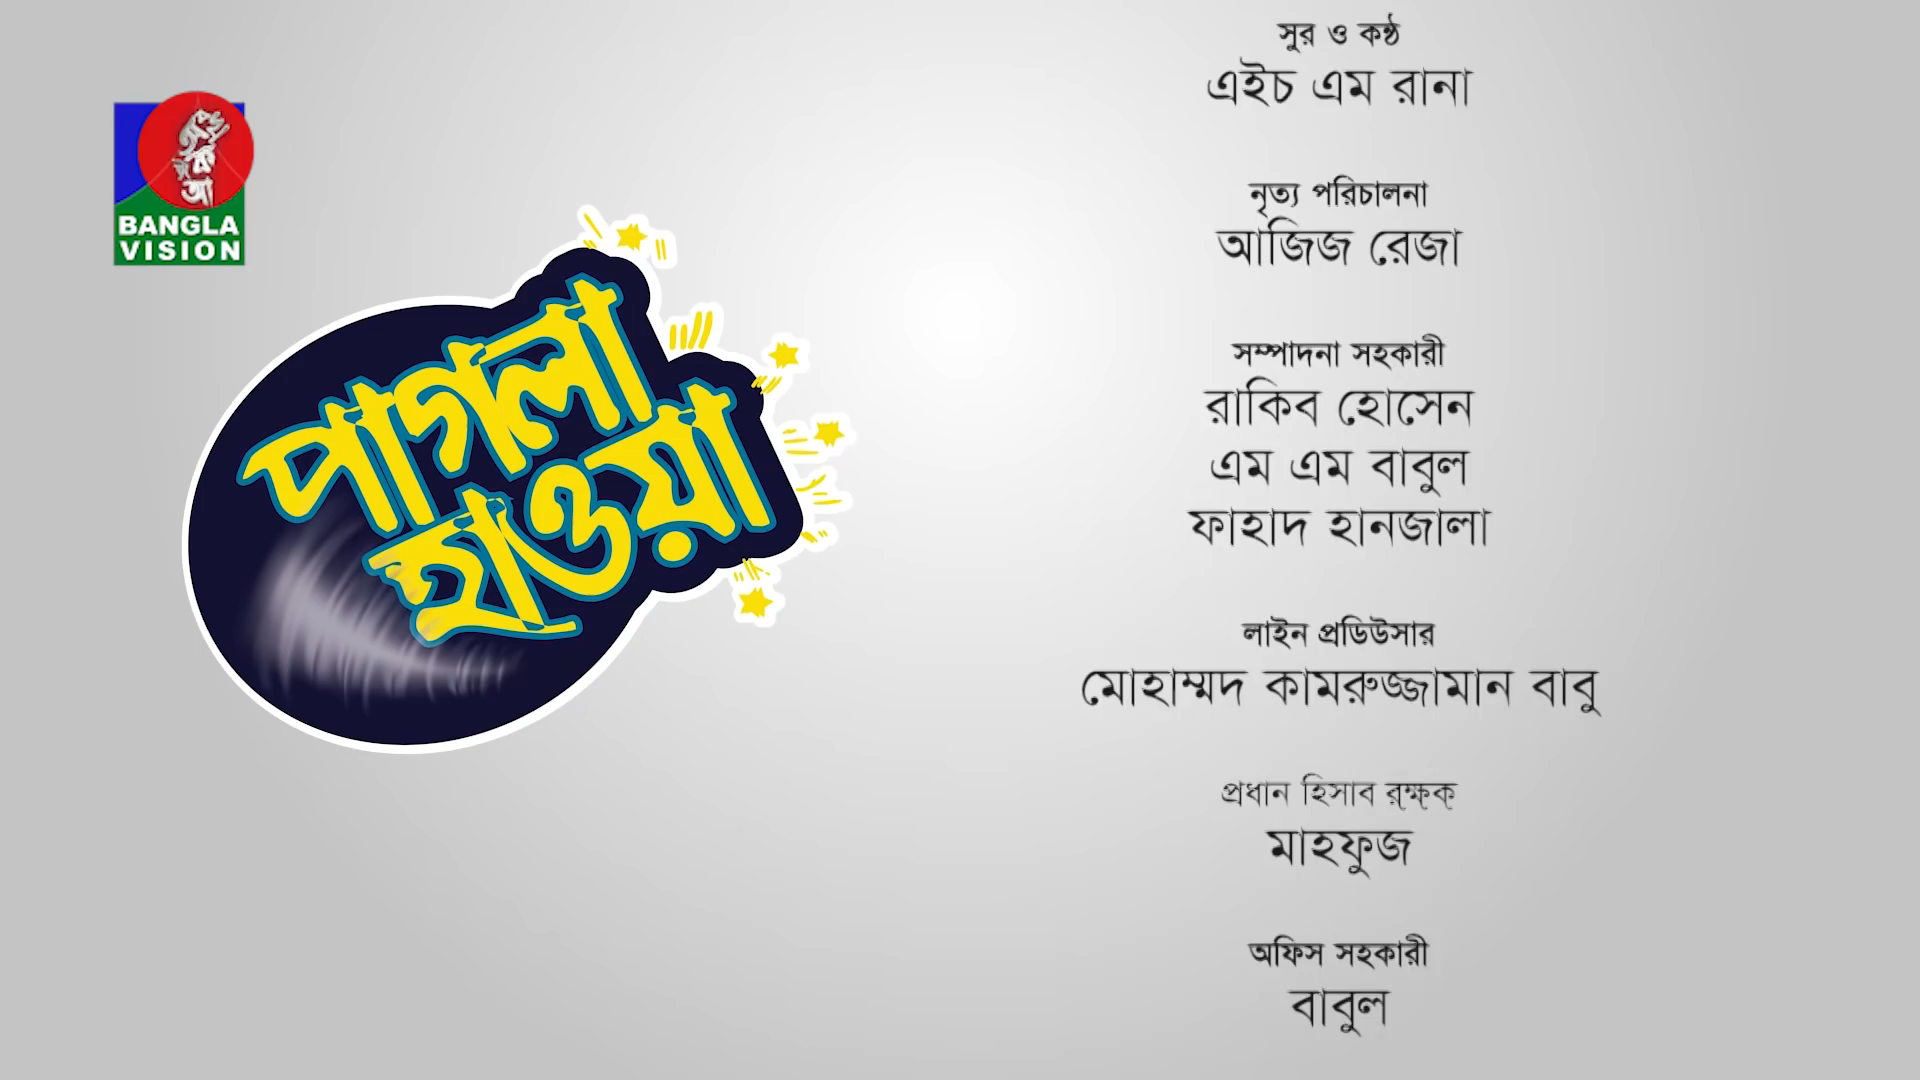 BANGLA
VISION
পাগলা
হাওয়া
সুর ও কন্ঠ
এইচ এম রানা
নৃত্য পরিচালনা
আজিজ রেজা
সম্পাদনা সহকারী
রাকিব হোসেন
এম এম বাবুল
ফাহাদ হানজালা
লাইন প্রডিউসার
মোহাম্মদ কামরুজ্জামান বাবু
প্রধান হিসাব রক্ষক
মাহফুজ
অফিস সহকারী
বাবুল